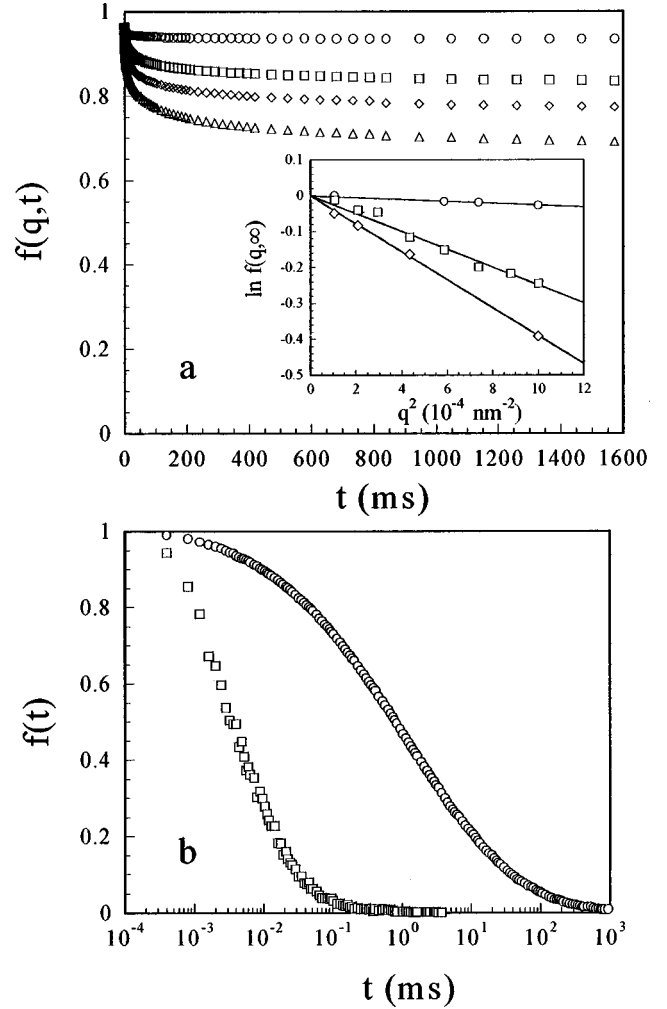 1
0.8
0.6
0.4
0.2
0
f(q,t)
a
0.1
0
-0.1
-0.2
-0.3
-0.4
-0.5
ln f(q,∞)
0 2 4 6 8 10 12
q² (10⁻⁴ nm⁻²)
0 200 400 600 800 1000 1200 1400 1600
t (ms)
1
0.8
0.6
0.4
0.2
0
f(t)
b
10⁻⁴ 10⁻³ 10⁻² 10⁻¹ 10⁰ 10¹ 10² 10³
t (ms)